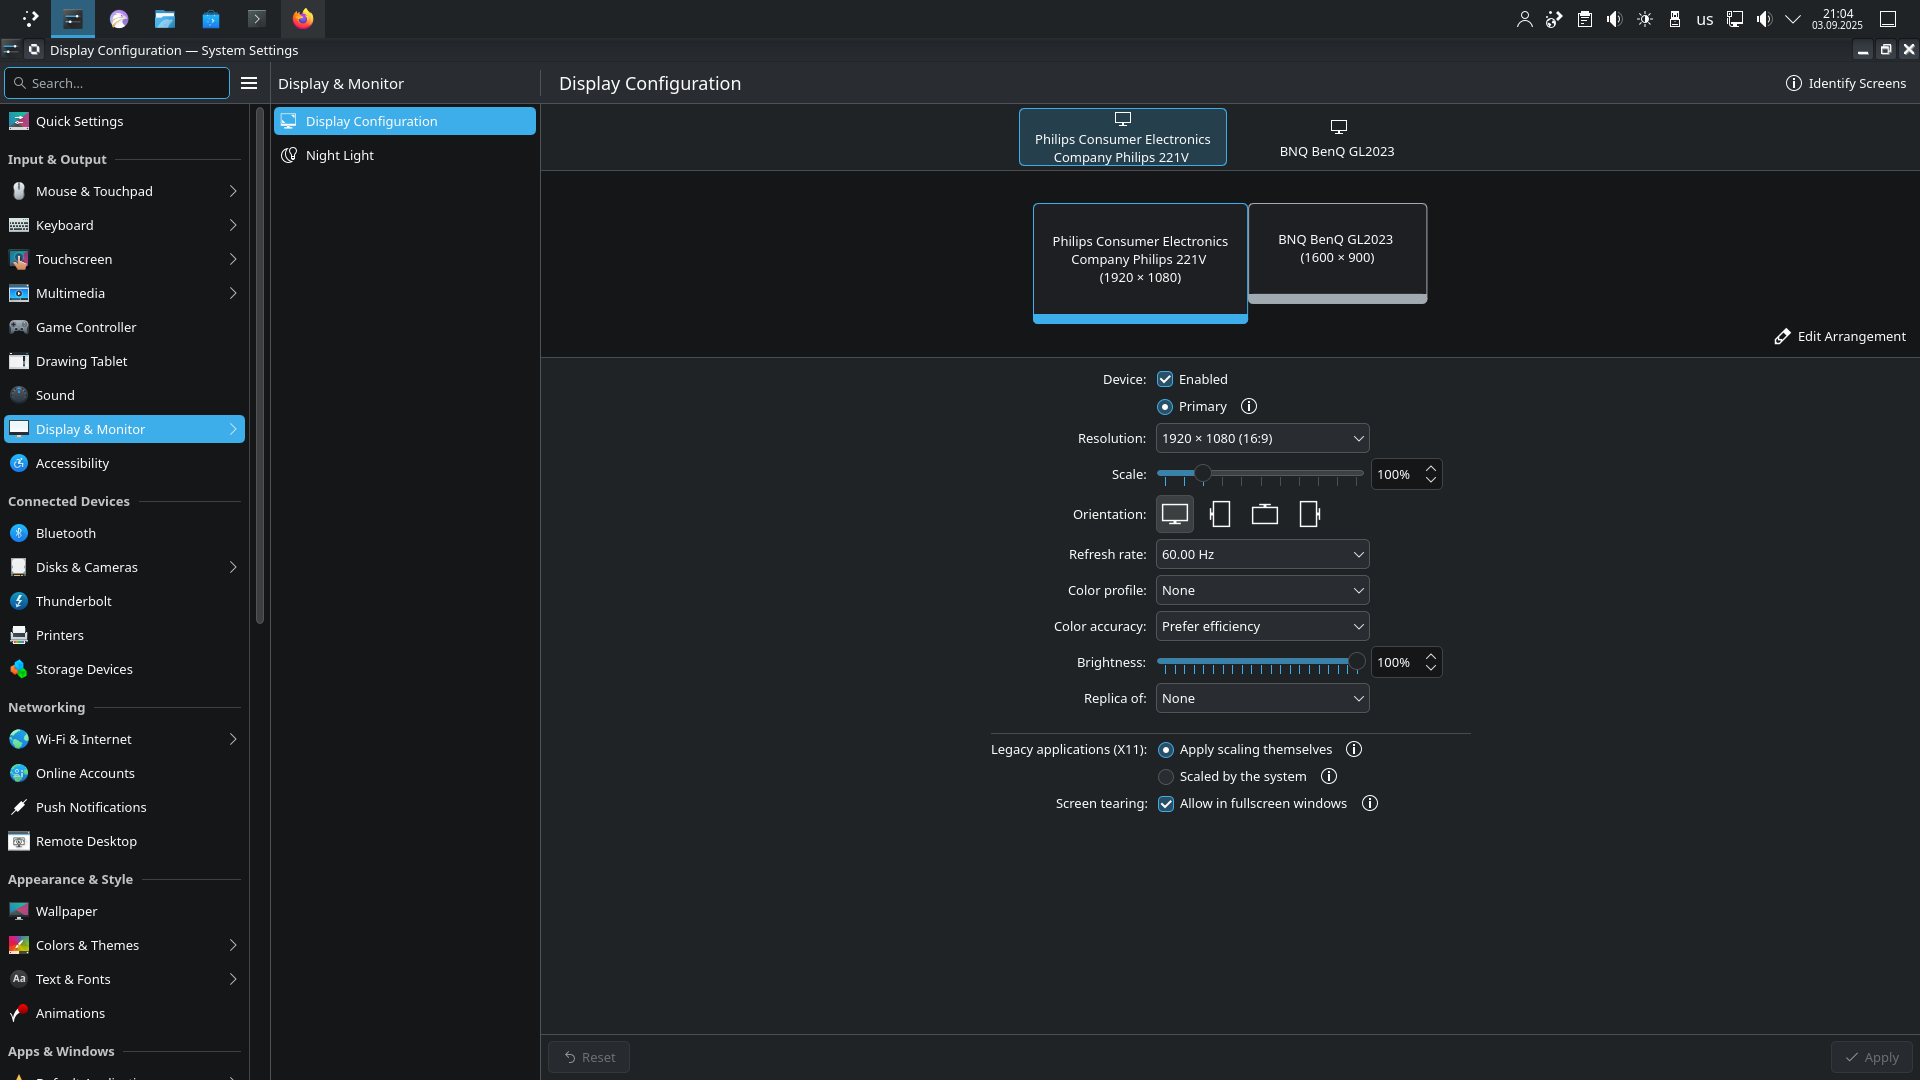 us
21:04
03.09.2025
Display Configuration — System Settings
Search...
Display & Monitor
Display Configuration
Identify Screens
Quick Settings
Input & Output
Mouse & Touchpad
Keyboard
Touchscreen
Multimedia
Game Controller
Drawing Tablet
Sound
Display & Monitor
Accessibility
Connected Devices
Bluetooth
Disks & Cameras
Thunderbolt
Printers
Storage Devices
Networking
Wi-Fi & Internet
Online Accounts
Push Notifications
Remote Desktop
Appearance & Style
Wallpaper
Colors & Themes
Aa Text & Fonts
Animations
Apps & Windows
Display Configuration
Night Light
Philips Consumer Electronics
Company Philips 221V
BNQ BenQ GL2023
Philips Consumer Electronics
Company Philips 221V
(1920 × 1080)
BNQ BenQ GL2023
(1600 × 900)
Edit Arrangement
Device: Enabled
Primary
Resolution: 1920 × 1080 (16:9)
Scale: 100%
Orientation:
Refresh rate: 60.00 Hz
Color profile: None
Color accuracy: Prefer efficiency
Brightness: 100%
Replica of: None
Legacy applications (X11): Apply scaling themselves
Scaled by the system
Screen tearing: Allow in fullscreen windows
Reset
Apply